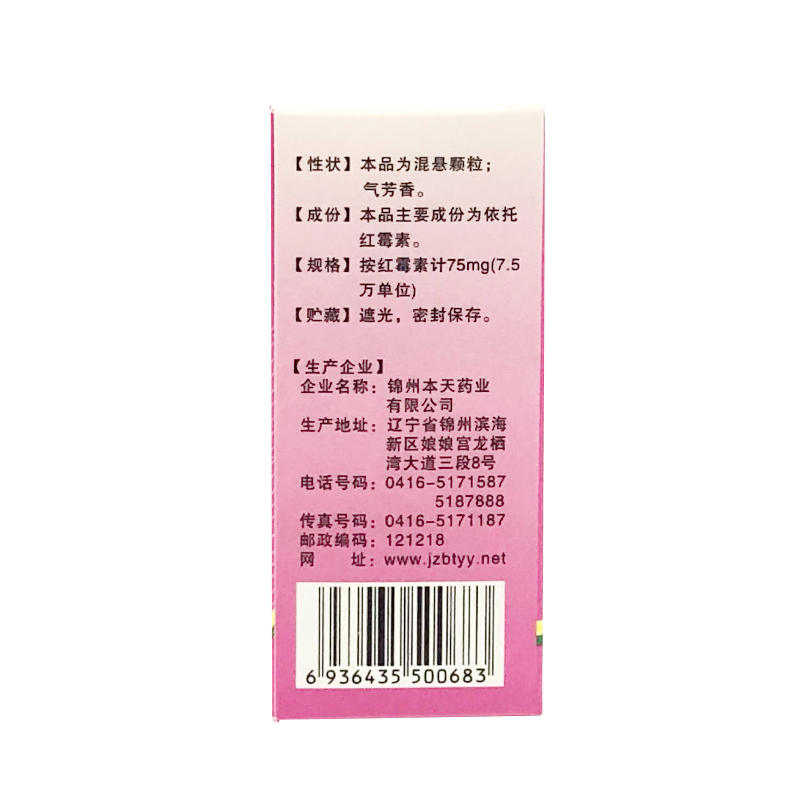 【性状】本品为混悬颗粒；
气芳香。
【成份】本品主要成份为依托
红霉素。
【规格】按红霉素计75mg(7.5
万单位)
【贮藏】遮光，密封保存。
【生产企业】
企业名称：锦州本天药业
有限公司
生产地址：辽宁省锦州滨海
新区娘娘宫龙栖
湾大道三段8号
电话号码：0416-5171587
5187888
传真号码：0416-5171187
邮政编码：121218
网 址：www.jzbtyy.net
6 936435 500683